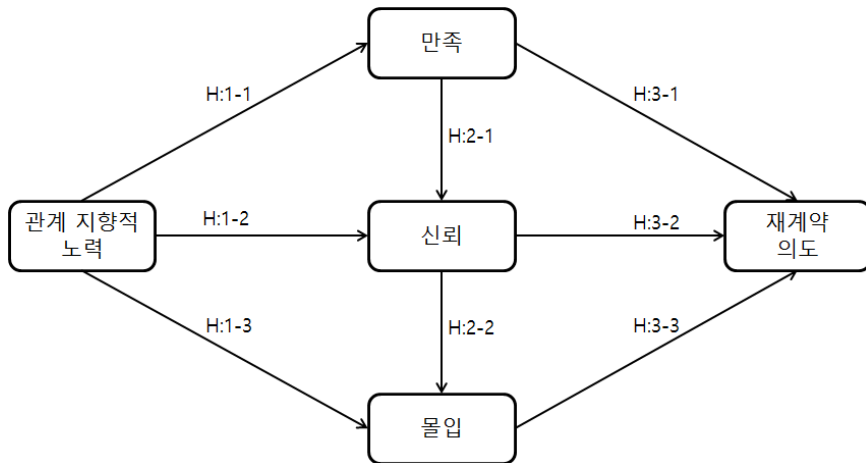 만족
H:1-1
H:3-1
H:2-1
관계 지향적
노력
H:1-2
신뢰
H:3-2
재계약
의도
H:1-3
H:2-2
H:3-3
몰입